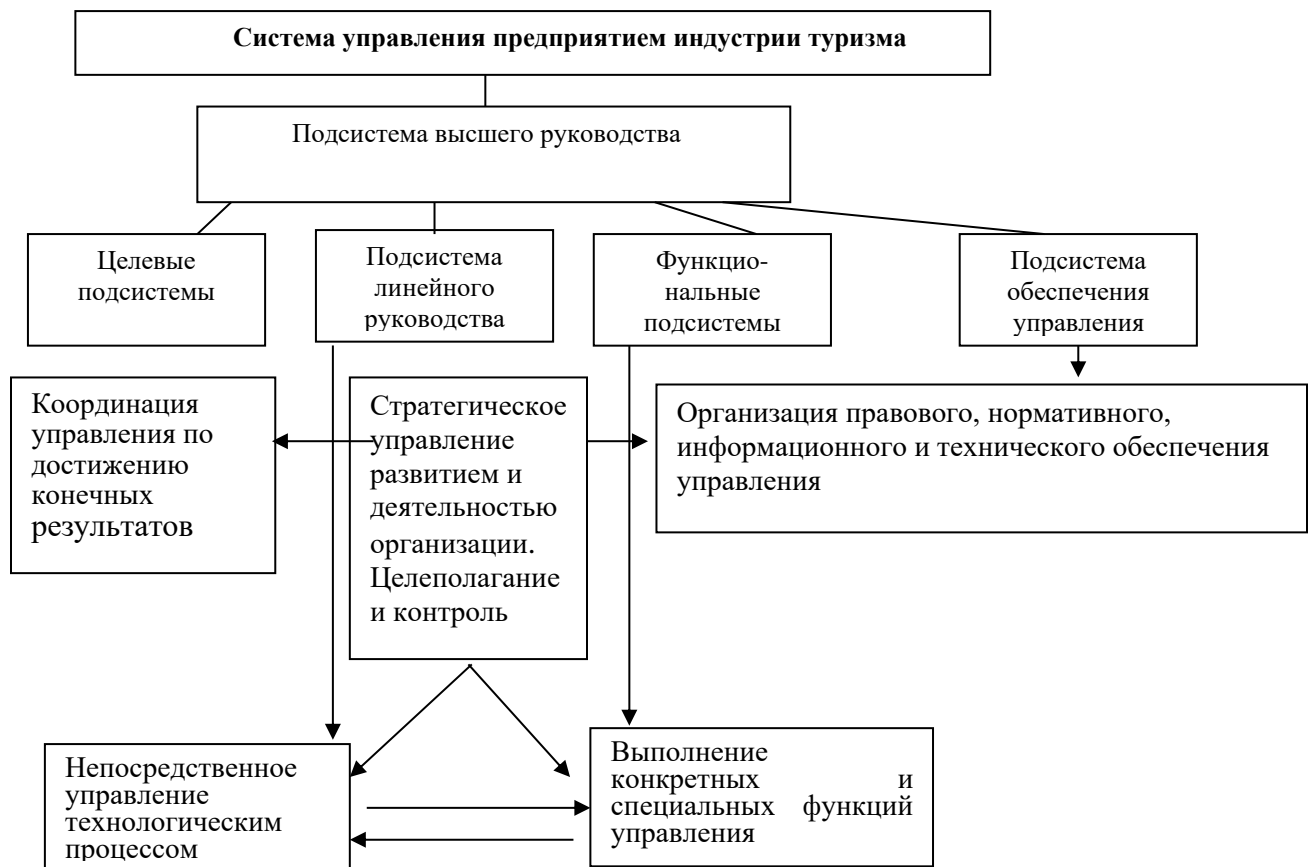 Система управления предприятием индустрии туризма
Подсистема высшего руководства
Целевые
подсистемы
Подсистема
линейного
руководства
Функцио-
нальные
подсистемы
Подсистема
обеспечения
управления
Координация
управления по
достижению
конечных
результатов
Стратегическое
управление
развитием и
деятельностью
организации.
Целеполагание
и контроль
Организация правового, нормативного,
информационного и технического обеспечения
управления
Непосредственное
управление
технологическим
процессом
Выполнение
конкретных и
специальных функций
управления